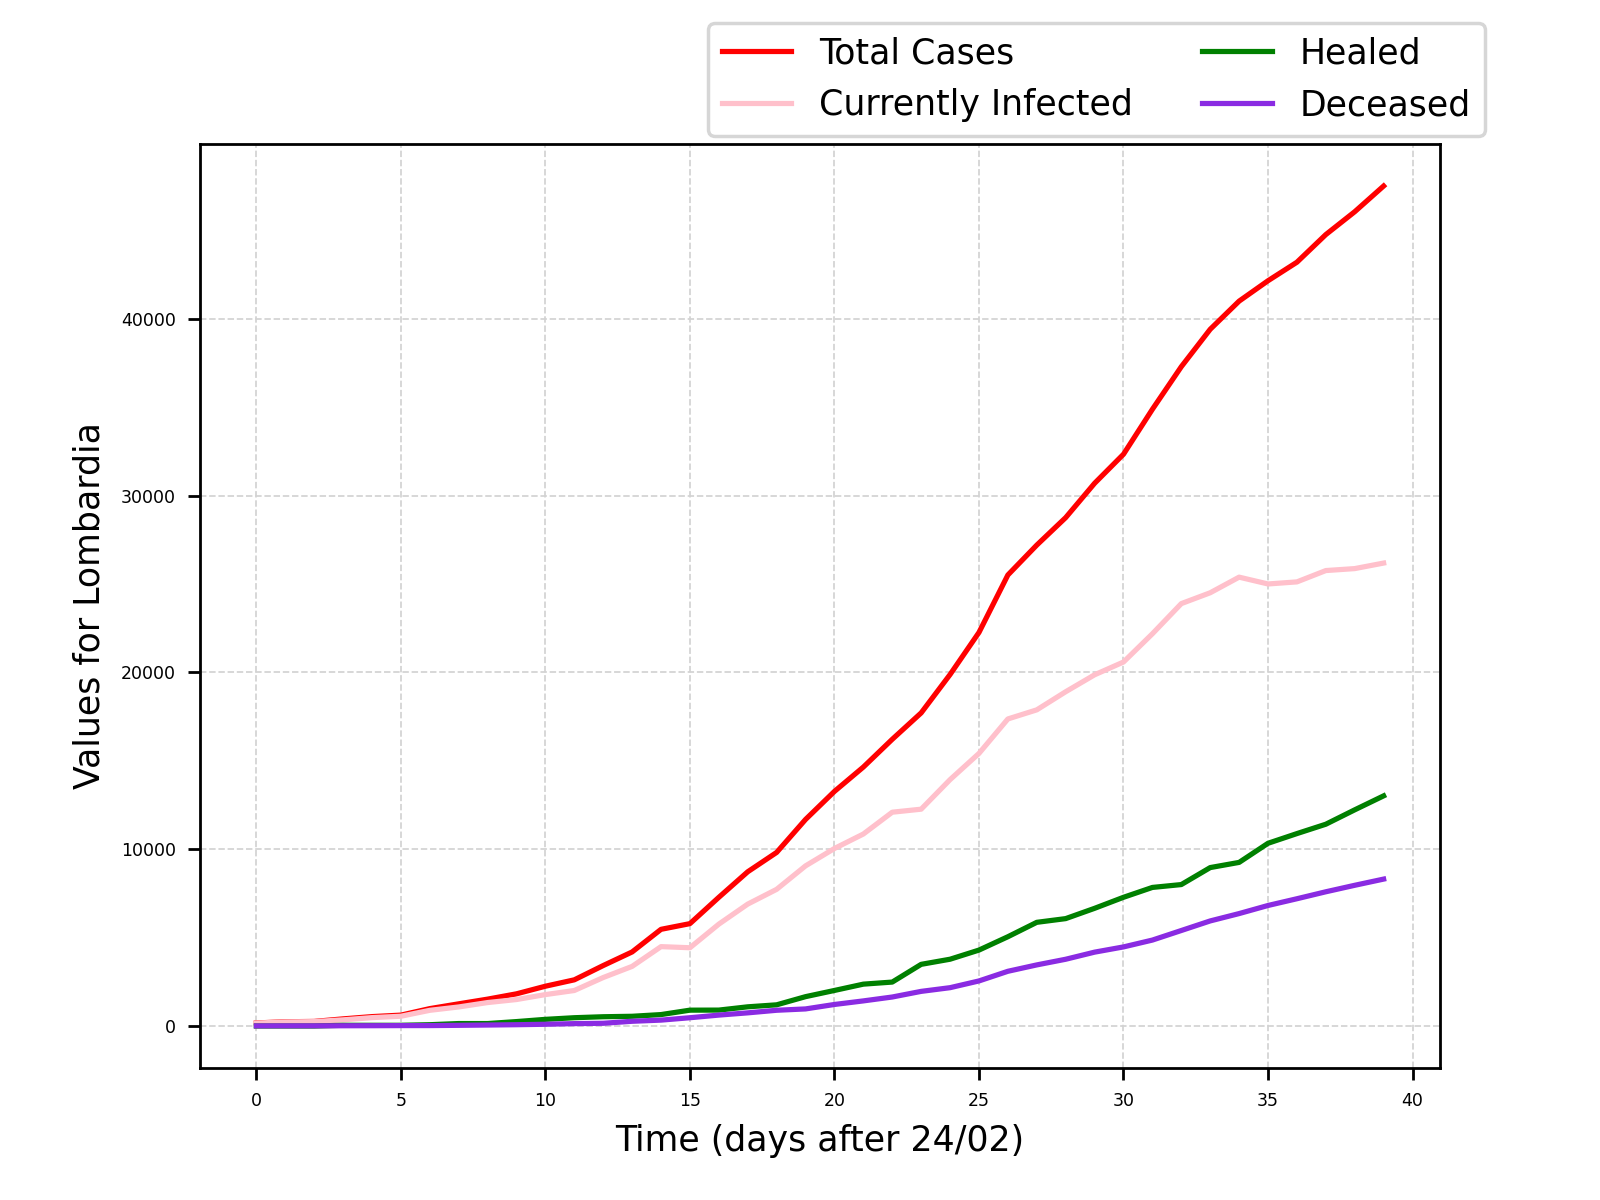 Total Cases
Currently Infected
Healed
Deceased
Values for Lombardia
40000
30000
20000
10000
0
0 5 10 15 20 25 30 35 40
Time (days after 24/02)